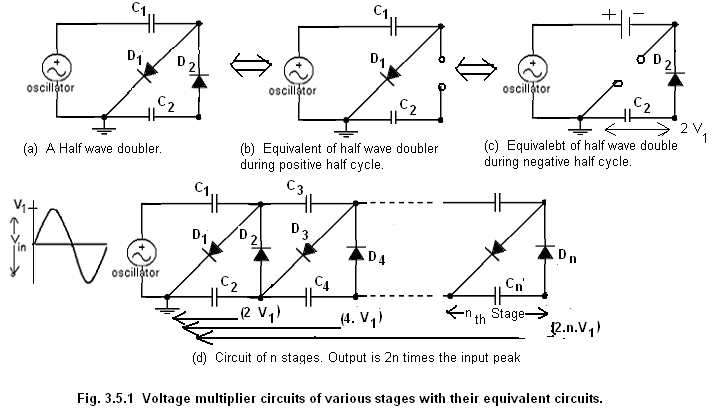 C1
D1
D2
oscillator
C2
(a) A Half wave doubler.
C1
D1
oscillator
C2
(b) Equivalent of half wave doubler
during positive half cycle.
+ −
D2
oscillator
C2
2 V1
(c) Equivalebt of half wave double
during negative half cycle.
V1
Vin
C1
C3
D1
D2
D3
D4
Dn
oscillator
C2
C4
Cn'
(2 V1)
(4. V1)
nth Stage
(2.n.V1)
(d) Circuit of n stages. Output is 2n times the input peak
Fig. 3.5.1 Voltage multiplier circuits of various stages with their equivalent circuits.